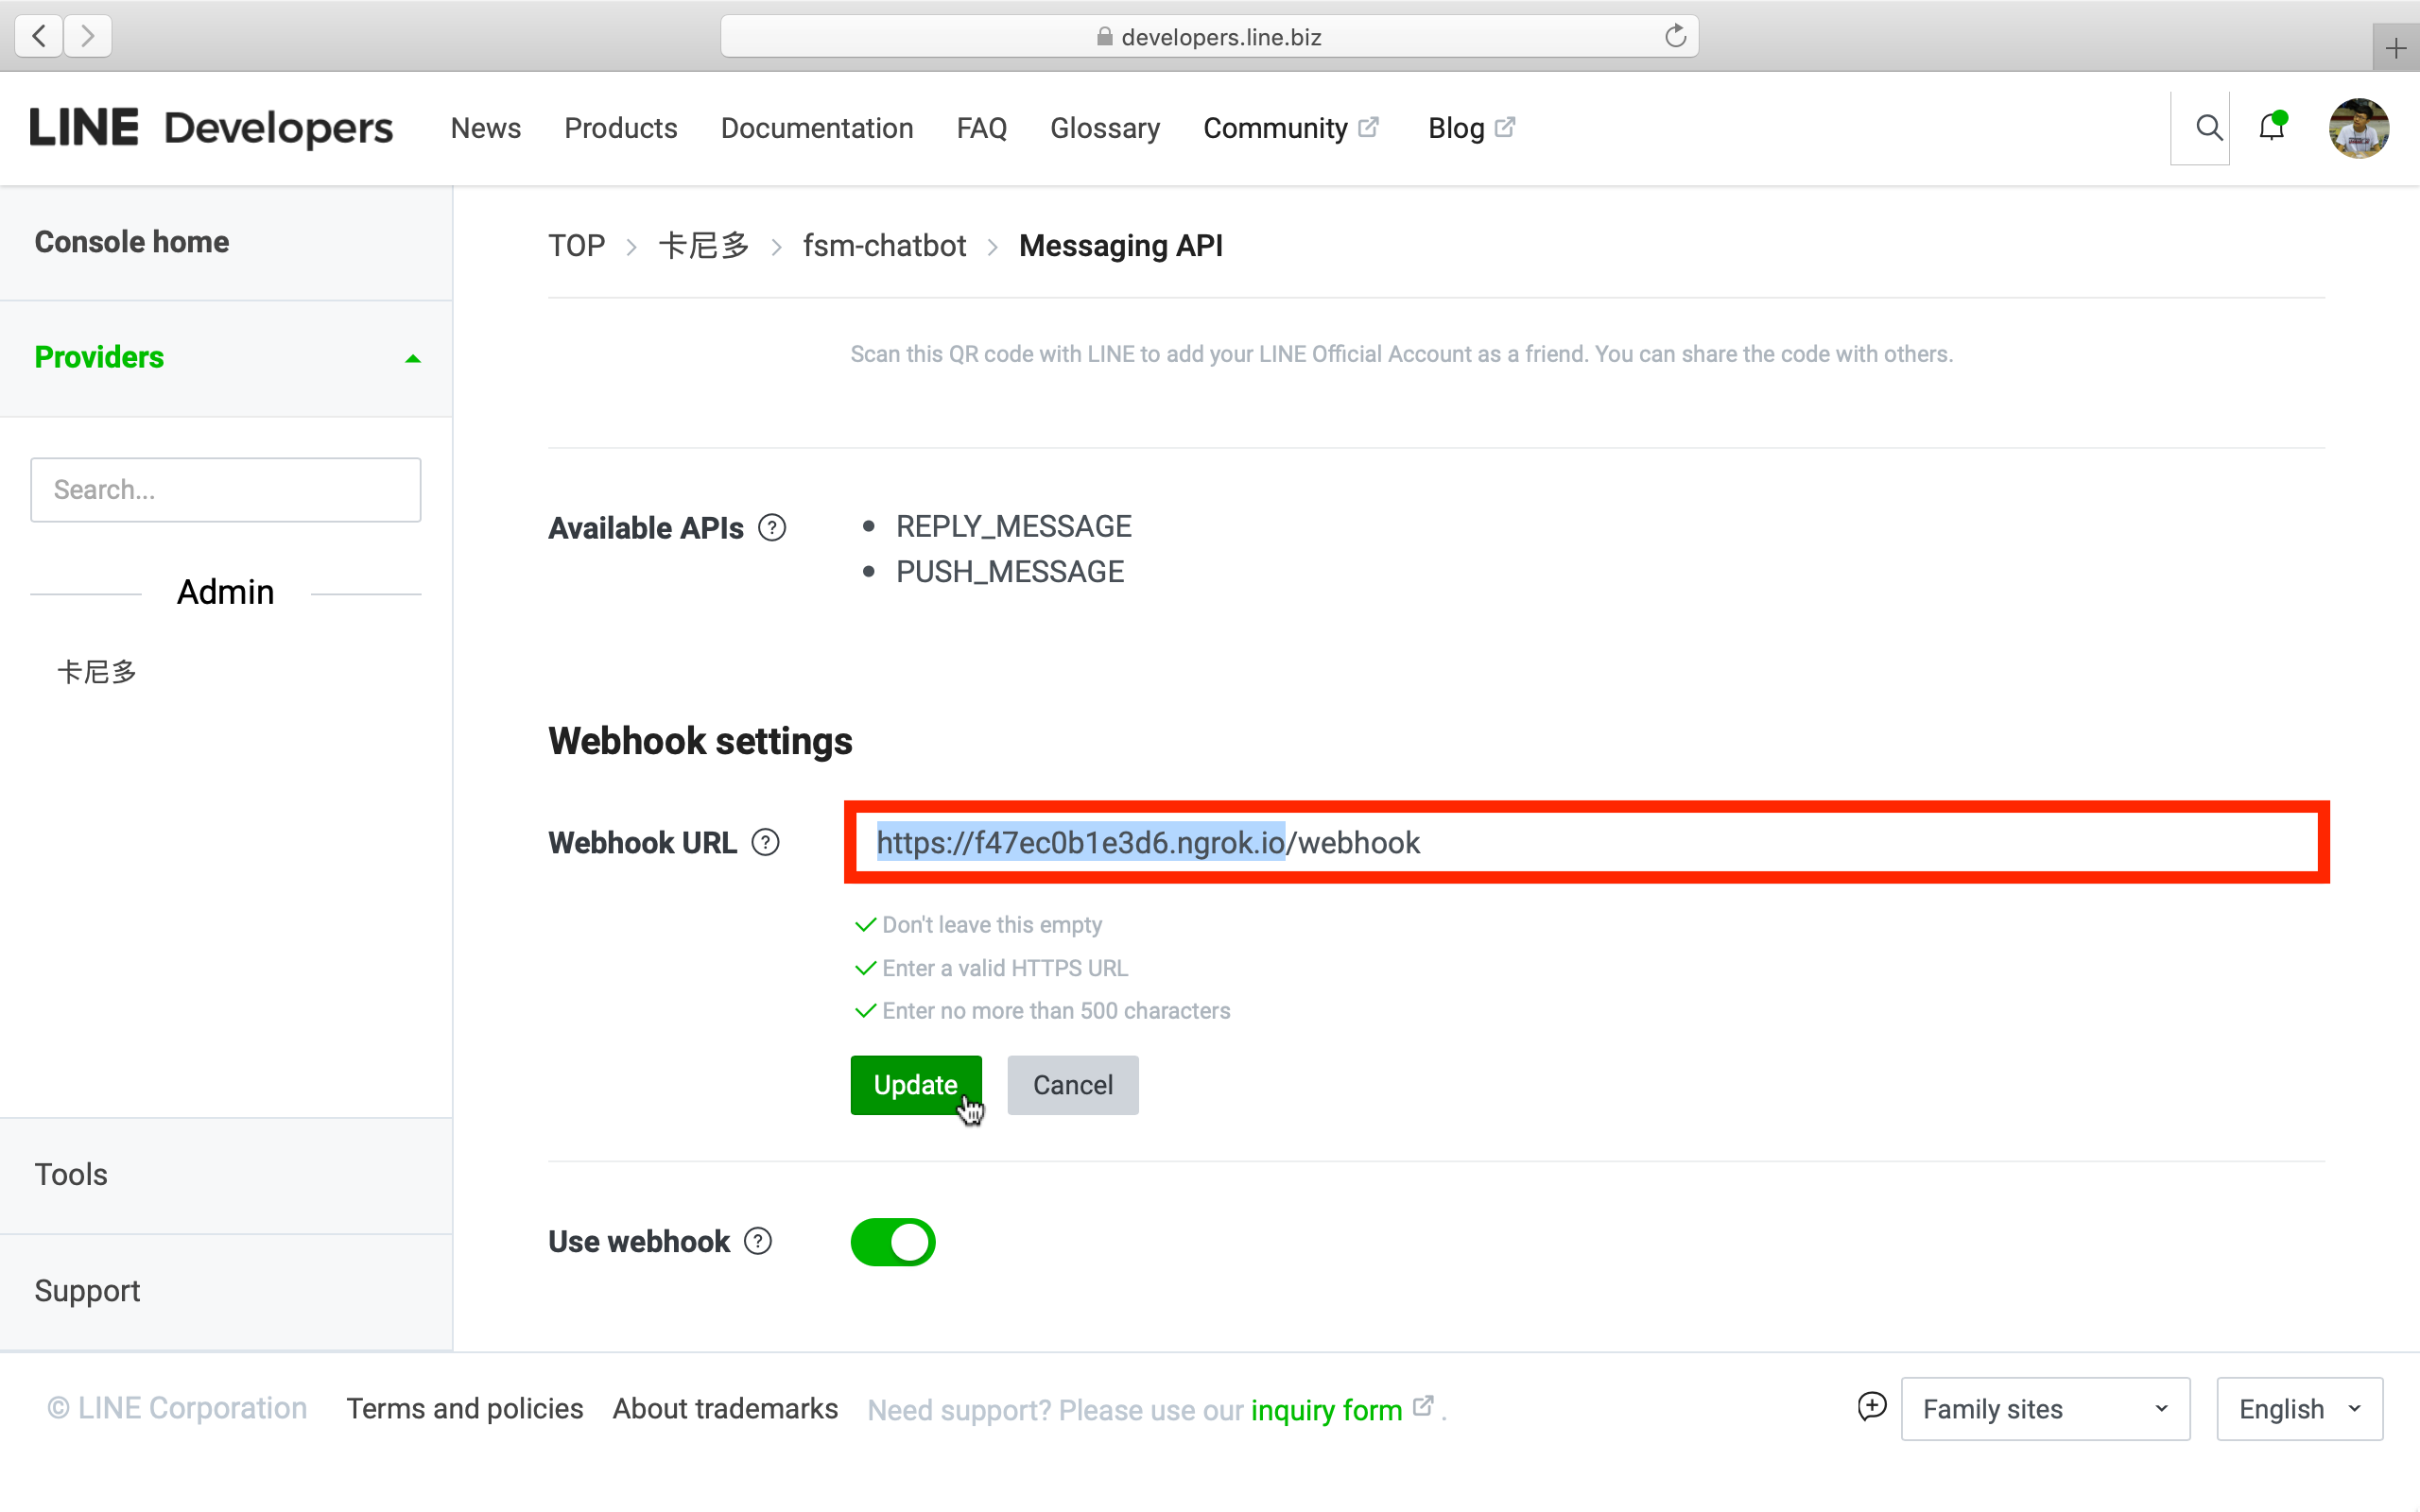 developers.line.biz
LINE Developers News Products Documentation FAQ Glossary Community Blog
Console home
Providers
Search...
Admin
卡尼多
Tools
Support
TOP > 卡尼多 > fsm-chatbot > Messaging API
Scan this QR code with LINE to add your LINE Official Account as a friend. You can share the code with others.
Available APIs ?
• REPLY_MESSAGE
• PUSH_MESSAGE
Webhook settings
Webhook URL ? https://f47ec0b1e3d6.ngrok.io/webhook
Don't leave this empty
Enter a valid HTTPS URL
Enter no more than 500 characters
Update Cancel
Use webhook ?
© LINE Corporation Terms and policies About trademarks Need support? Please use our inquiry form . Family sites English